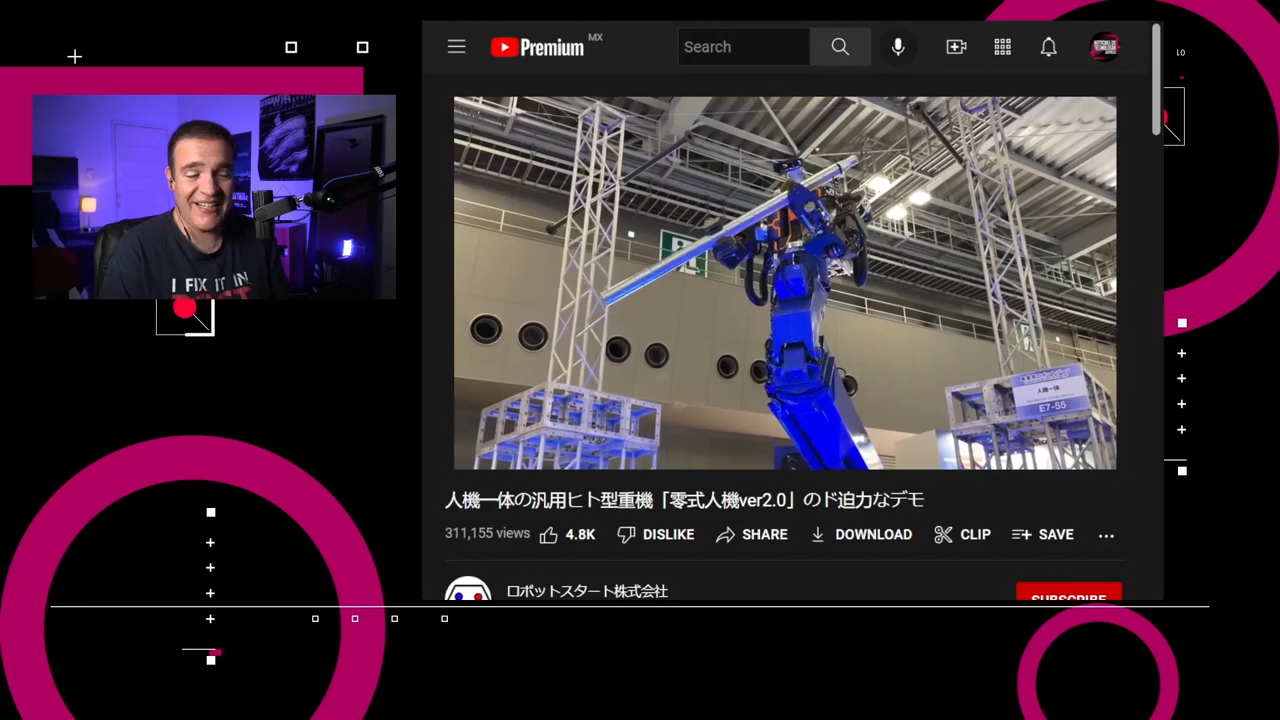 Premium MX
Search
I FIX IT IN
POST
人機一体
E7-55
人機一体の汎用ヒト型重機「零式人機ver2.0」のド迫力なデモ
311,155 views 4.8K DISLIKE SHARE DOWNLOAD CLIP SAVE
ロボットスタート株式会社
SUBSCRIBE
10